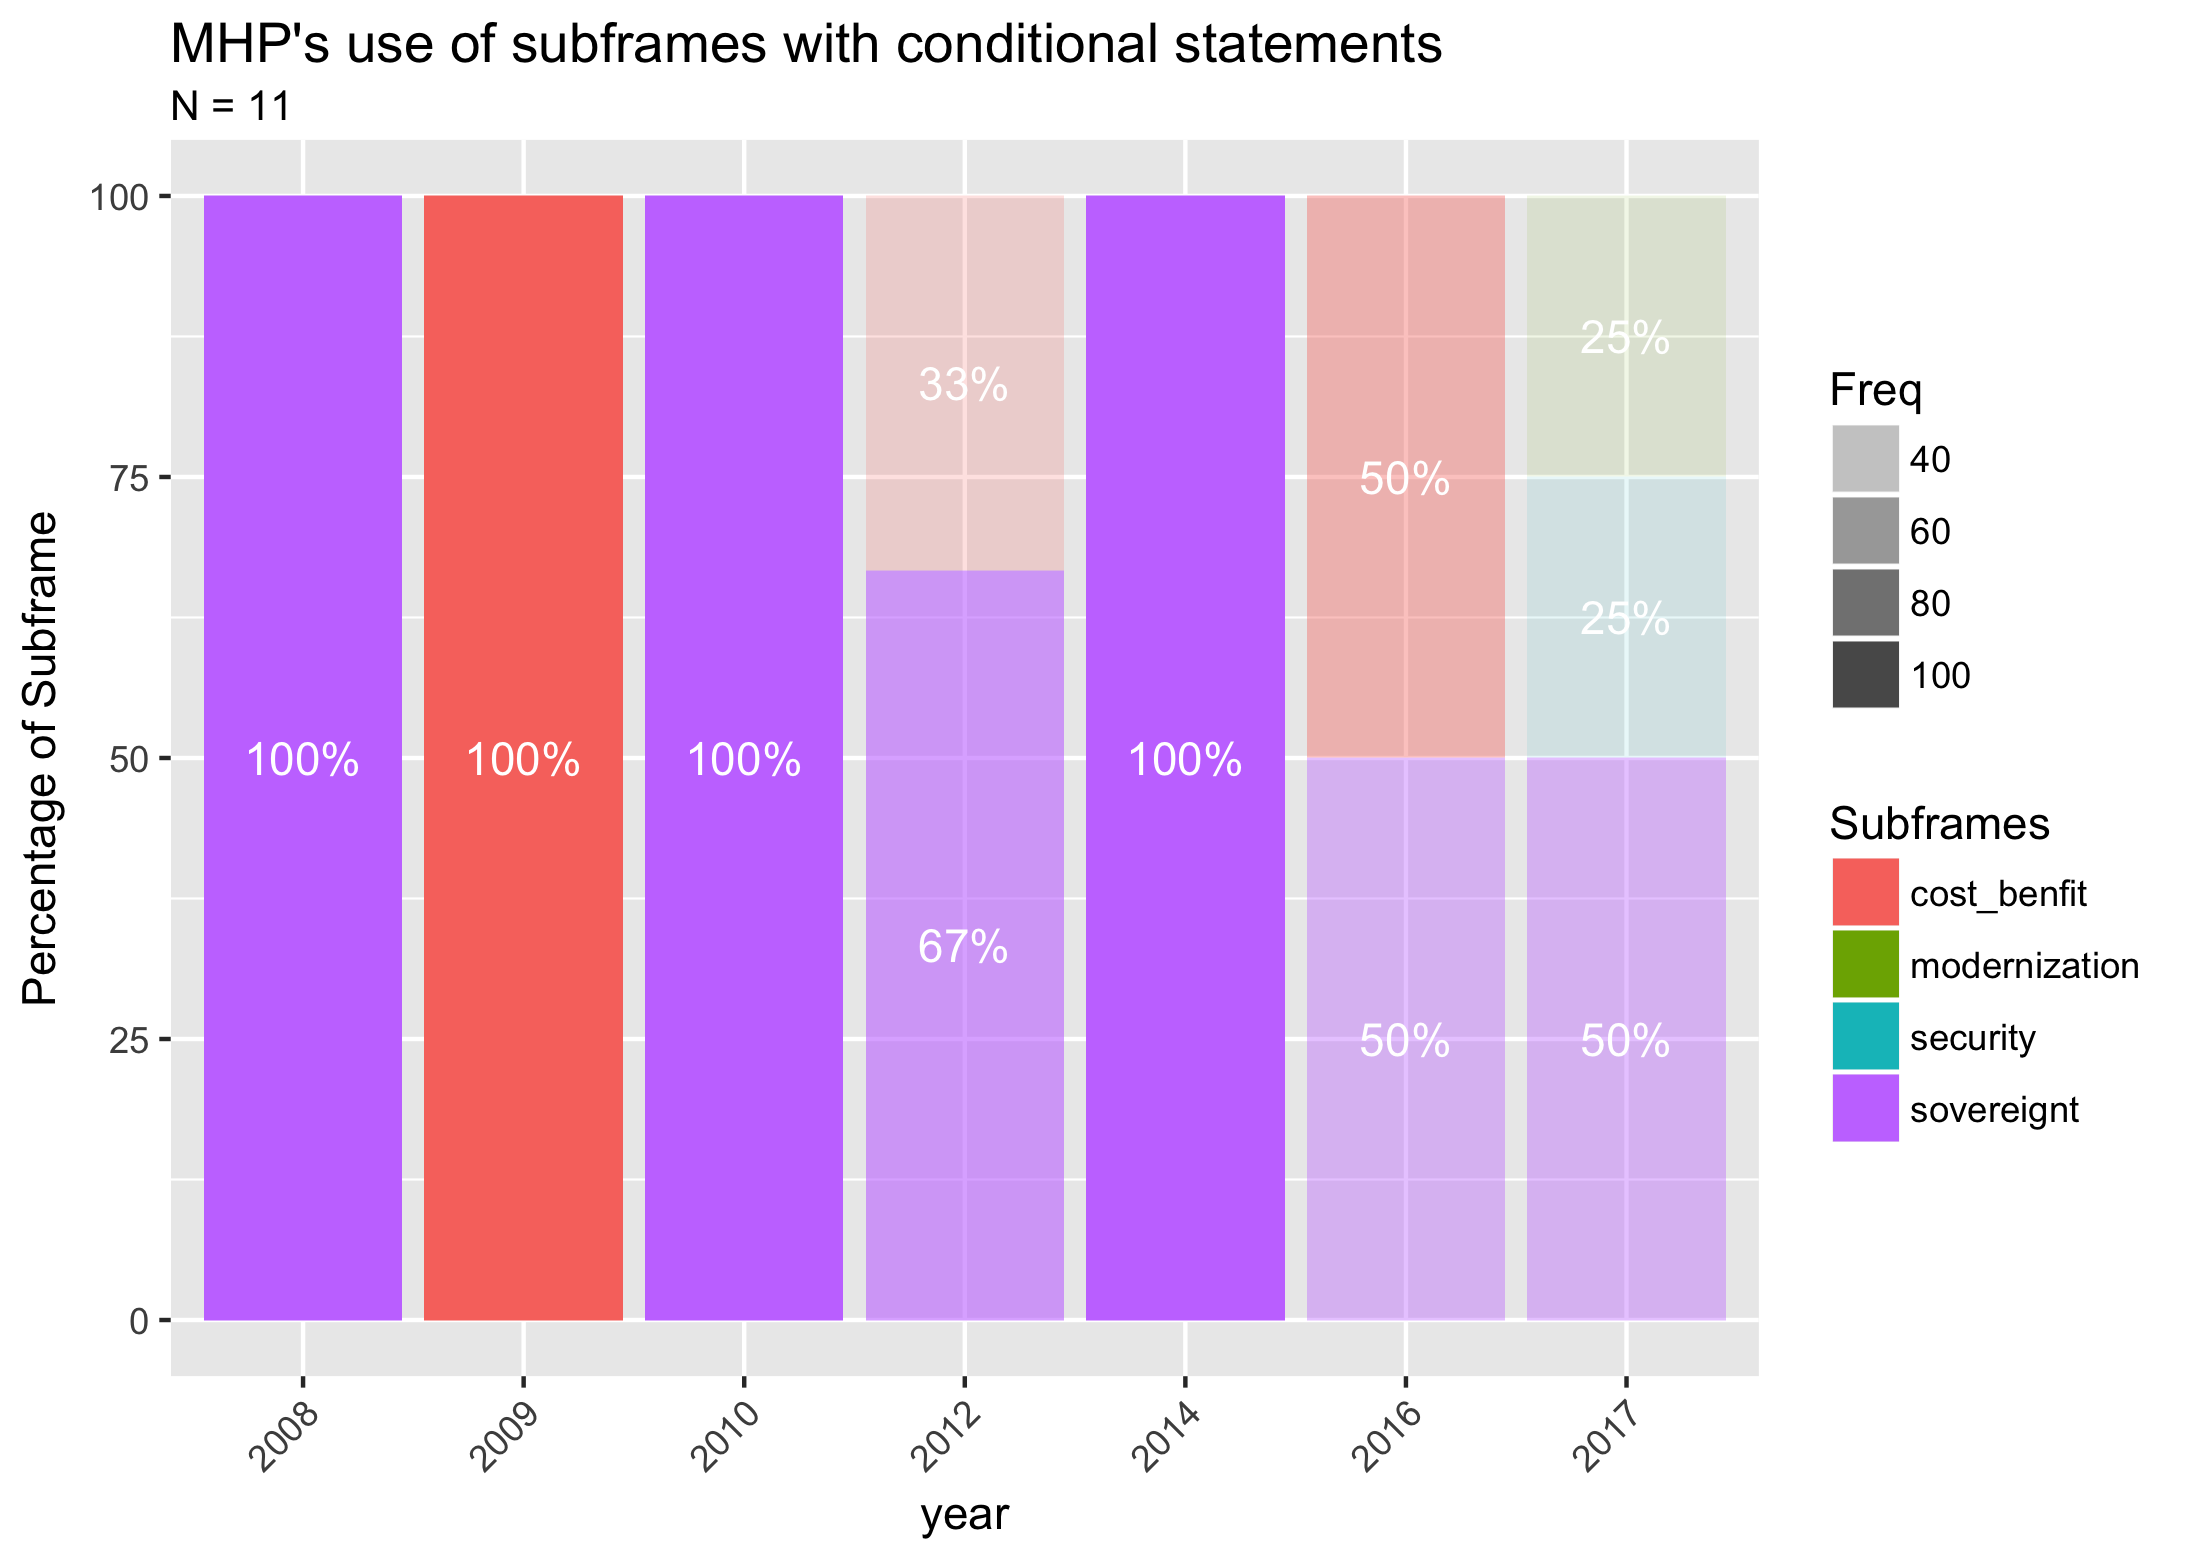 MHP's use of subframes with conditional statements
N = 11
Percentage of Subframe
100
75
50
25
0
100%
100%
100%
33%
67%
100%
50%
50%
25%
25%
50%
2008
2009
2010
2012
2014
2016
2017
year
Freq
40
60
80
100
Subframes
cost_benfit
modernization
security
sovereignt